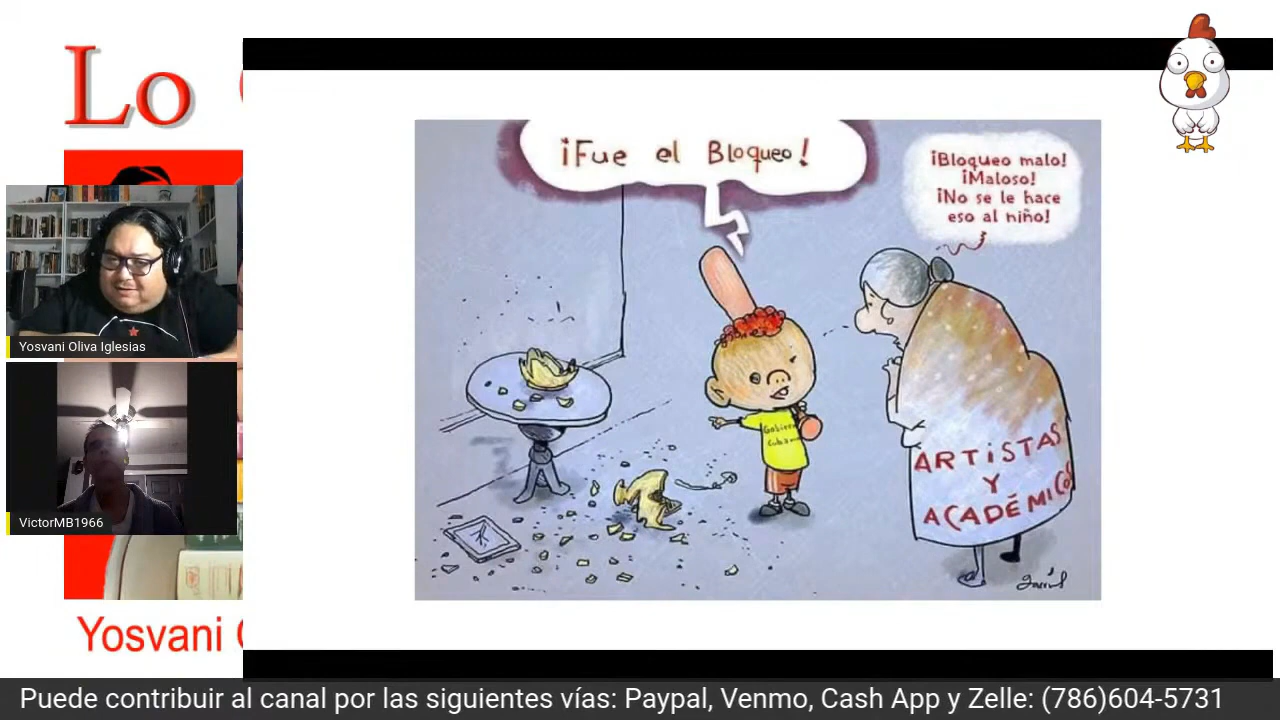 Lo
¡Fue el Bloqueo!
¡Bloqueo malo!
¡Maloso!
¡No se le hace
eso al niño!
Yosvani Oliva Iglesias
Gobierno
Cubano
ARTiSTAS
Y
ACADÉMICOS
VictorMB1966
Yosvani
Puede contribuir al canal por las siguientes vías: Paypal, Venmo, Cash App y Zelle: (786)604-5731